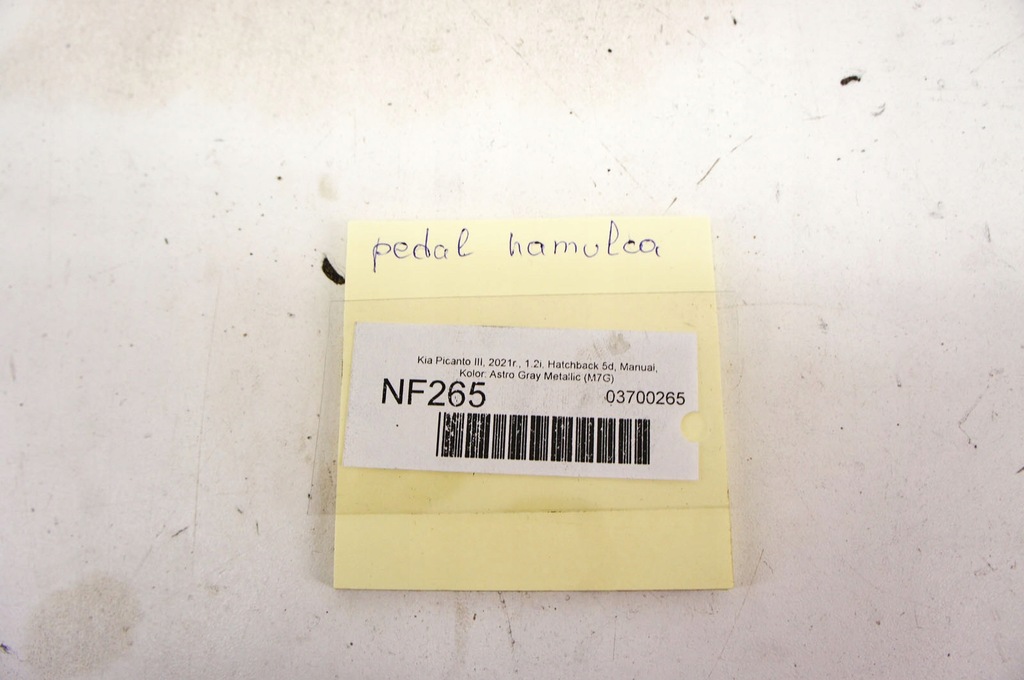 pedal hamulca
Kia Picanto III, 2021r., 1.2i, Hatchback 5d, Manual,
Kolor: Astro Gray Metallic (M7G)
NF265 03700265